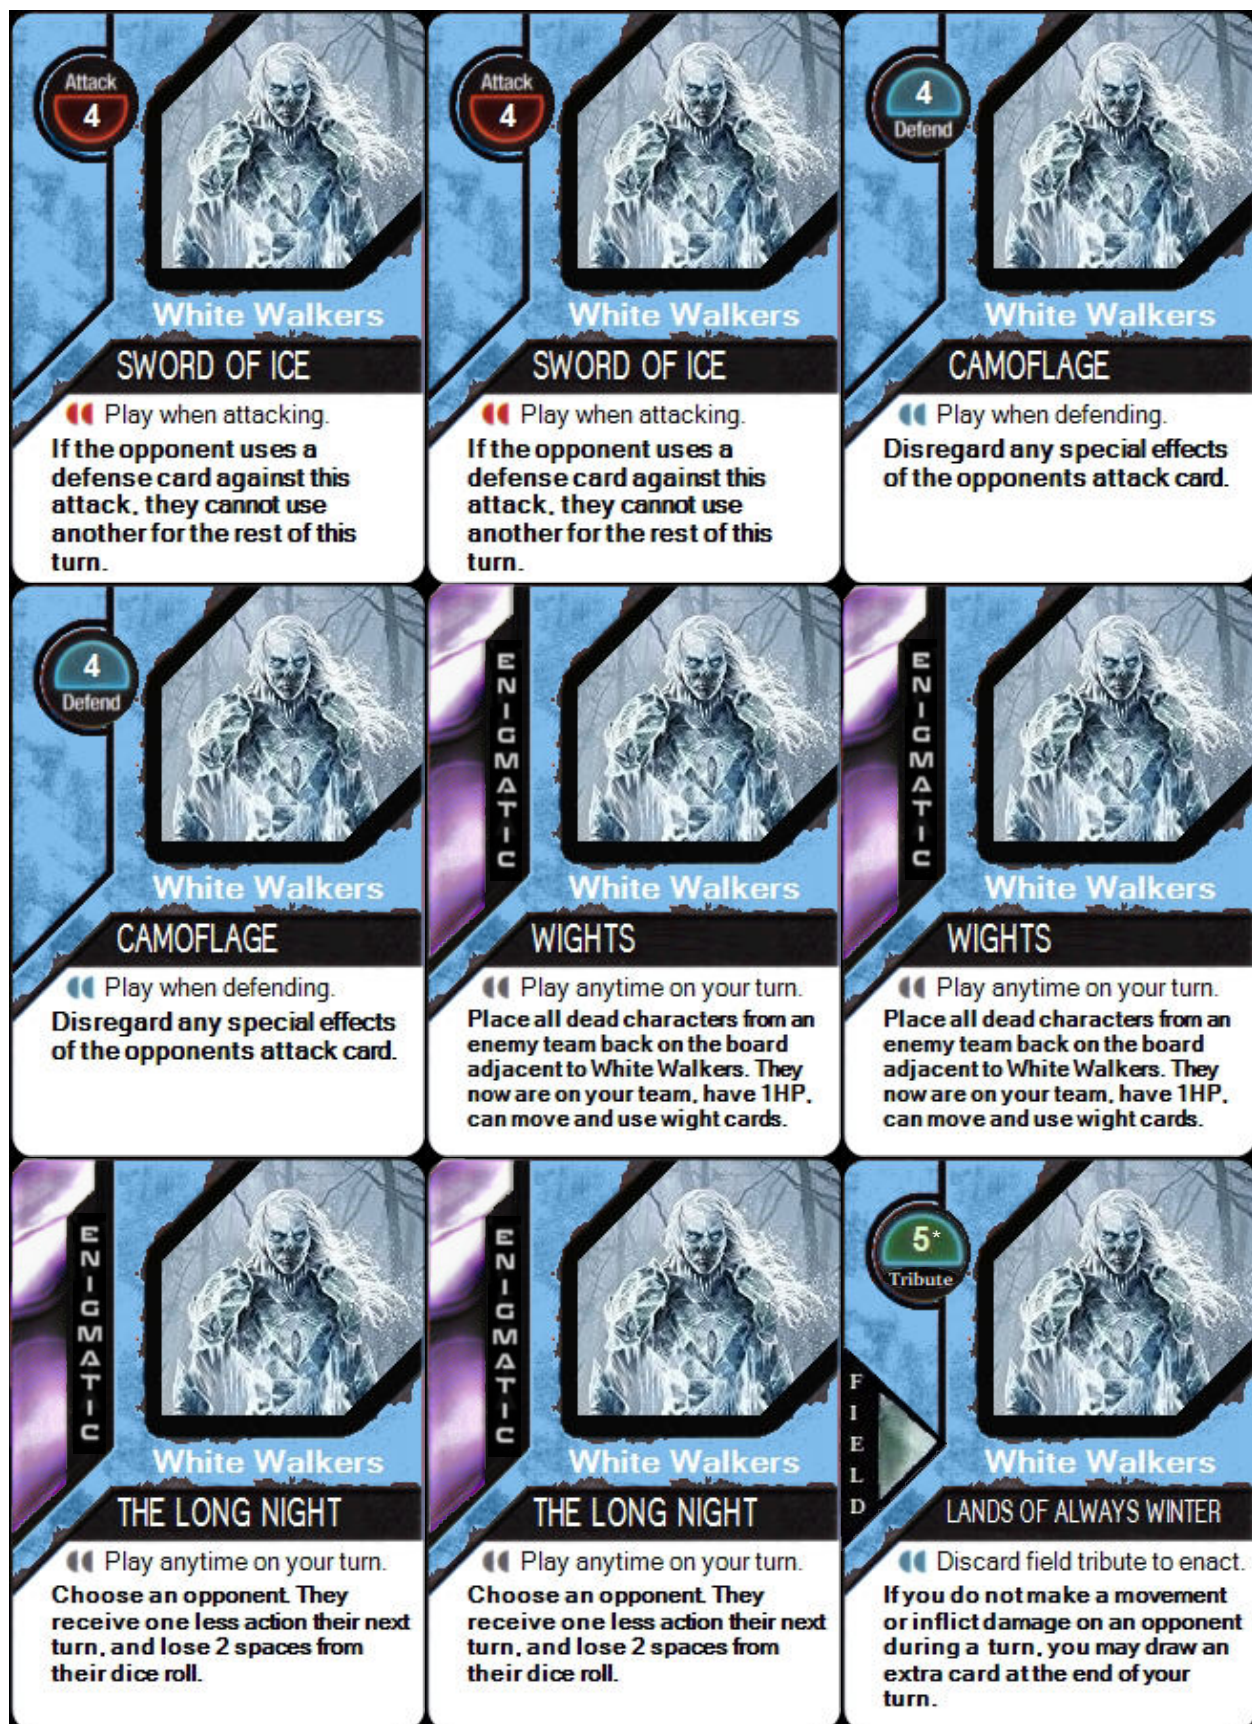 Attack
4
White Walkers
SWORD OF ICE
Play when attacking.
If the opponent uses a
defense card against this
attack, they cannot use
another for the rest of this
turn.
Attack
4
White Walkers
SWORD OF ICE
Play when attacking.
If the opponent uses a
defense card against this
attack, they cannot use
another for the rest of this
turn.
4
Defend
White Walkers
CAMOFLAGE
Play when defending.
Disregard any special effects
of the opponents attack card.
4
Defend
White Walkers
CAMOFLAGE
Play when defending.
Disregard any special effects
of the opponents attack card.
ENIGMATIC
White Walkers
WIGHTS
Play anytime on your turn.
Place all dead characters from an
enemy team back on the board
adjacent to White Walkers. They
now are on your team, have 1HP,
can move and use wight cards.
ENIGMATIC
White Walkers
WIGHTS
Play anytime on your turn.
Place all dead characters from an
enemy team back on the board
adjacent to White Walkers. They
now are on your team, have 1HP,
can move and use wight cards.
ENIGMATIC
White Walkers
THE LONG NIGHT
Play anytime on your turn.
Choose an opponent. They
receive one less action their next
turn, and lose 2 spaces from
their dice roll.
ENIGMATIC
White Walkers
THE LONG NIGHT
Play anytime on your turn.
Choose an opponent. They
receive one less action their next
turn, and lose 2 spaces from
their dice roll.
5*
Tribute
FIELD
White Walkers
LANDS OF ALWAYS WINTER
Discard field tribute to enact.
If you do not make a movement
or inflict damage on an opponent
during a turn, you may draw an
extra card at the end of your
turn.